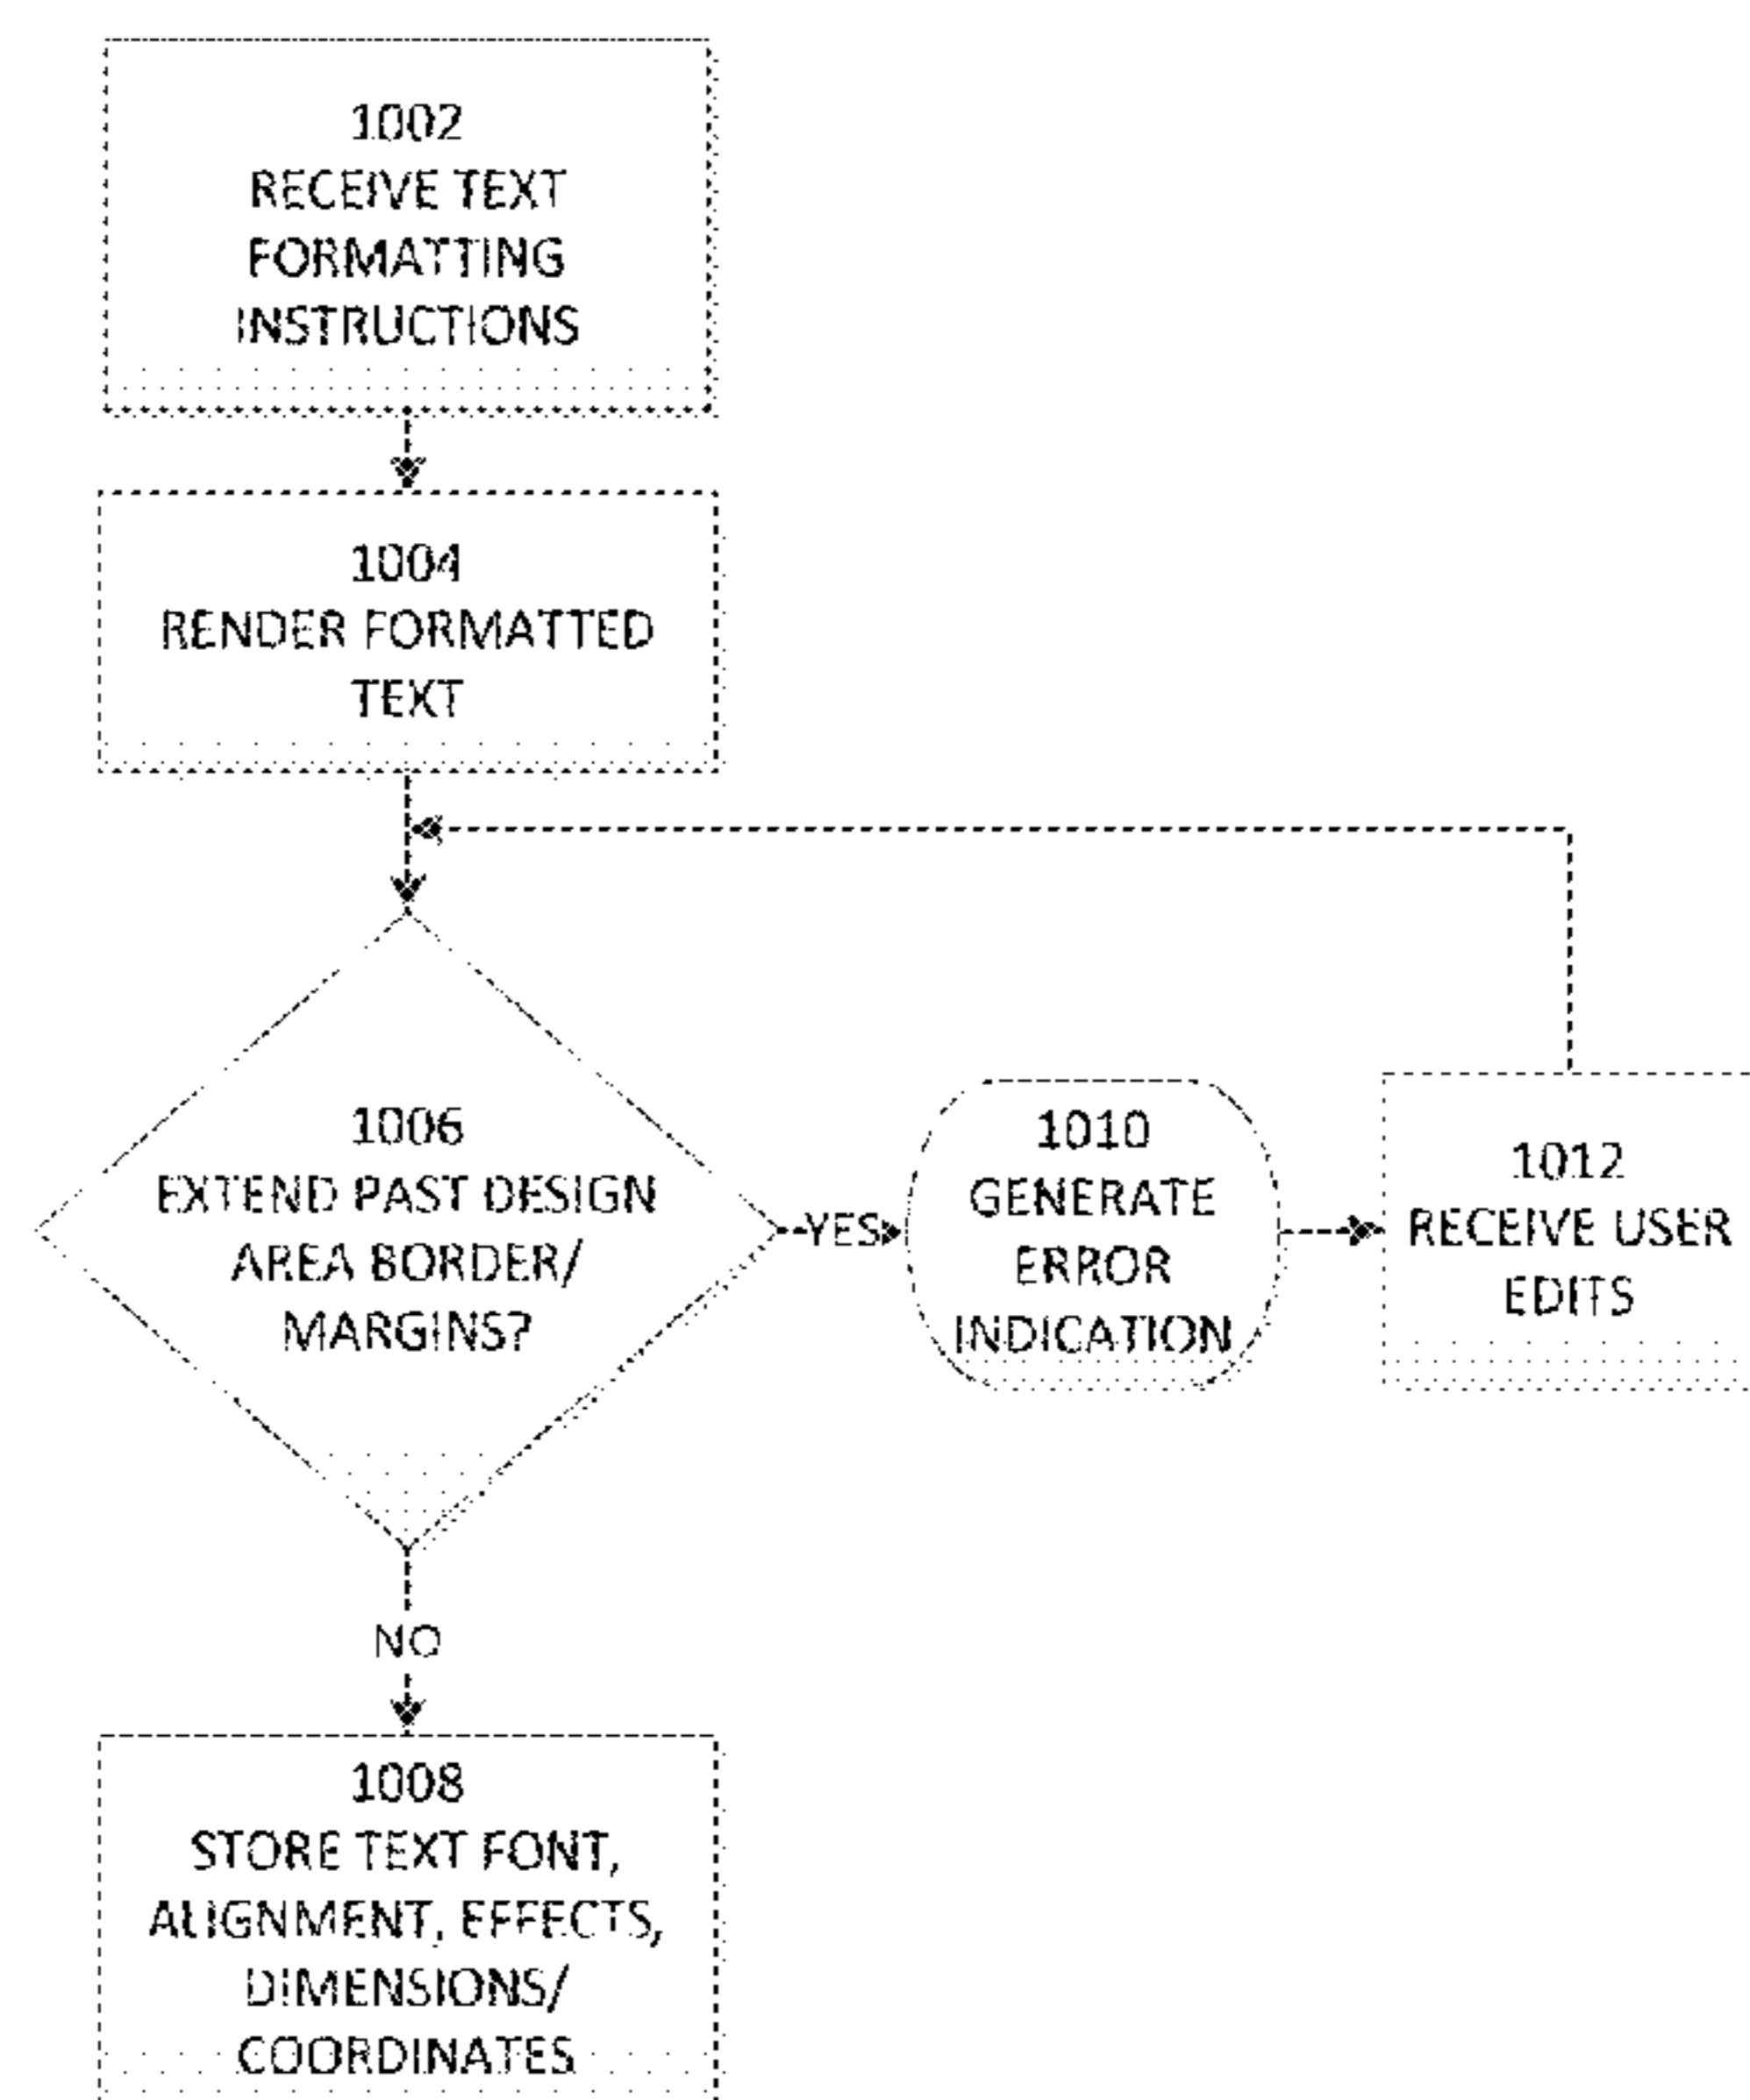 1002
RECEIVE TEXT
FORMATTING
INSTRUCTIONS
1004
RENDER FORMATTED
TEXT
1006
EXTEND PAST DESIGN
AREA BORDER/
MARGINS?
YES
1010
GENERATE
ERROR
INDICATION
1012
RECEIVE USER
EDITS
NO
1008
STORE TEXT FONT,
ALIGNMENT, EFFECTS,
DIMENSIONS/
COORDINATES